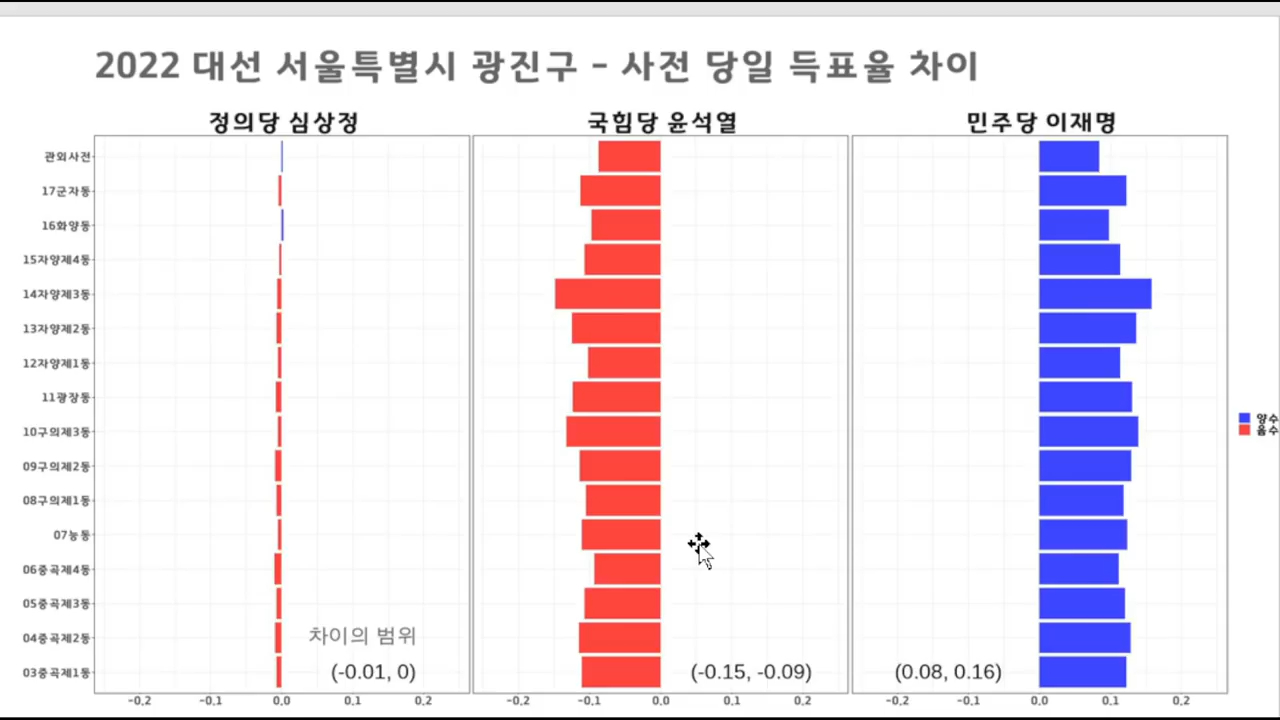 2022 대선 서울특별시 광진구 - 사전 당일 득표율 차이
정의당 심상정
국힘당 윤석열
민주당 이재명
관외사전
17군자동
16화양동
15자양제4동
14자양제3동
13자양제2동
12자양제1동
11광장동
10구의제3동
09구의제2동
08구의제1동
07능동
06중곡제4동
05중곡제3동
04중곡제2동
03중곡제1동
차이의 범위
(-0.01, 0)
(-0.15, -0.09)
(0.08, 0.16)
-0.2 -0.1 0.0 0.1 0.2
-0.2 -0.1 0.0 0.1 0.2
-0.2 -0.1 0.0 0.1 0.2
양수
음수